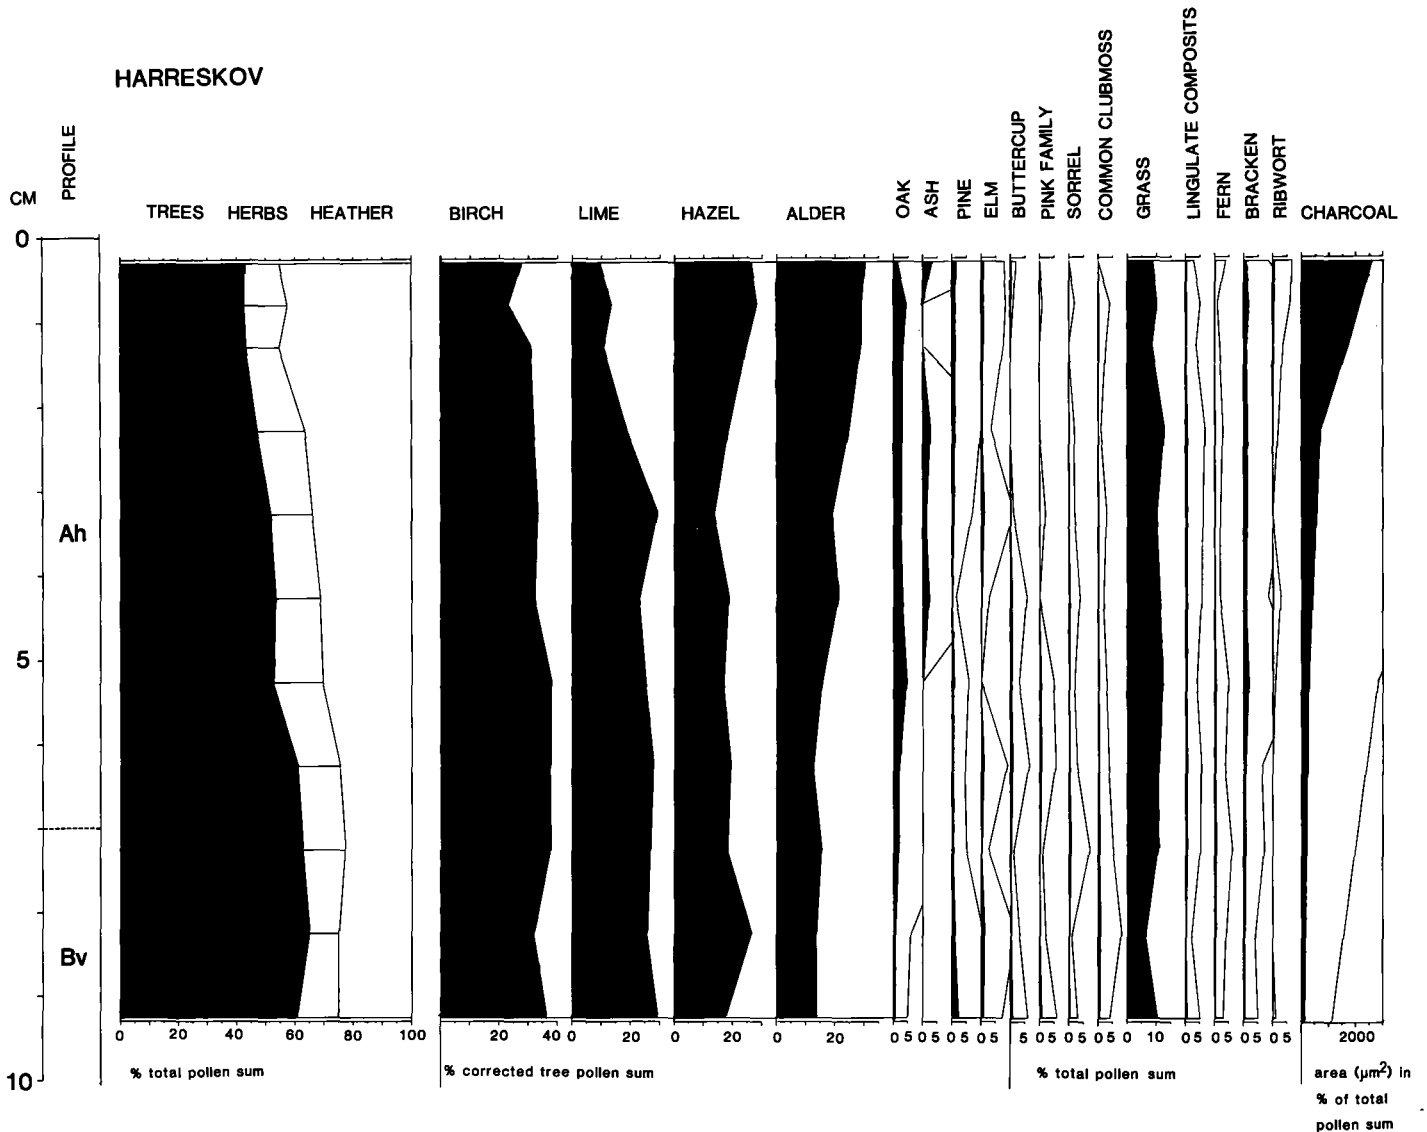 HARRESKOV
CM
PROFILE
TREES HERBS HEATHER
BIRCH
LIME
HAZEL
ALDER
OAK
ASH
PINE
ELM
BUTTERCUP
PINK FAMILY
SORREL
COMMON CLUBMOSS
GRASS
LINGULATE COMPOSITS
FERN
BRACKEN
RIBWORT
CHARCOAL
0
Ah
5
Bv
10
0 20 40 60 80 100
0 20 40
0 20
0 20
0 20
0 5
0 5
0 5
0 5
0 5
0 5
0 5
0 5
0 10
0 5
0 5
0 5
0 5
2000
% total pollen sum
% corrected tree pollen sum
% total pollen sum
area (µm²) in
% of total
pollen sum